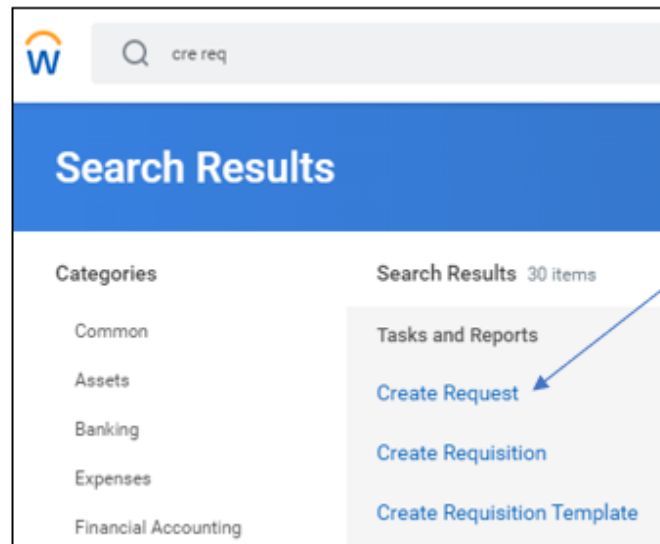 W
cre req
Search Results
Categories
Common
Assets
Banking
Expenses
Financial Accounting
Search Results 30 items
Tasks and Reports
Create Request
Create Requisition
Create Requisition Template